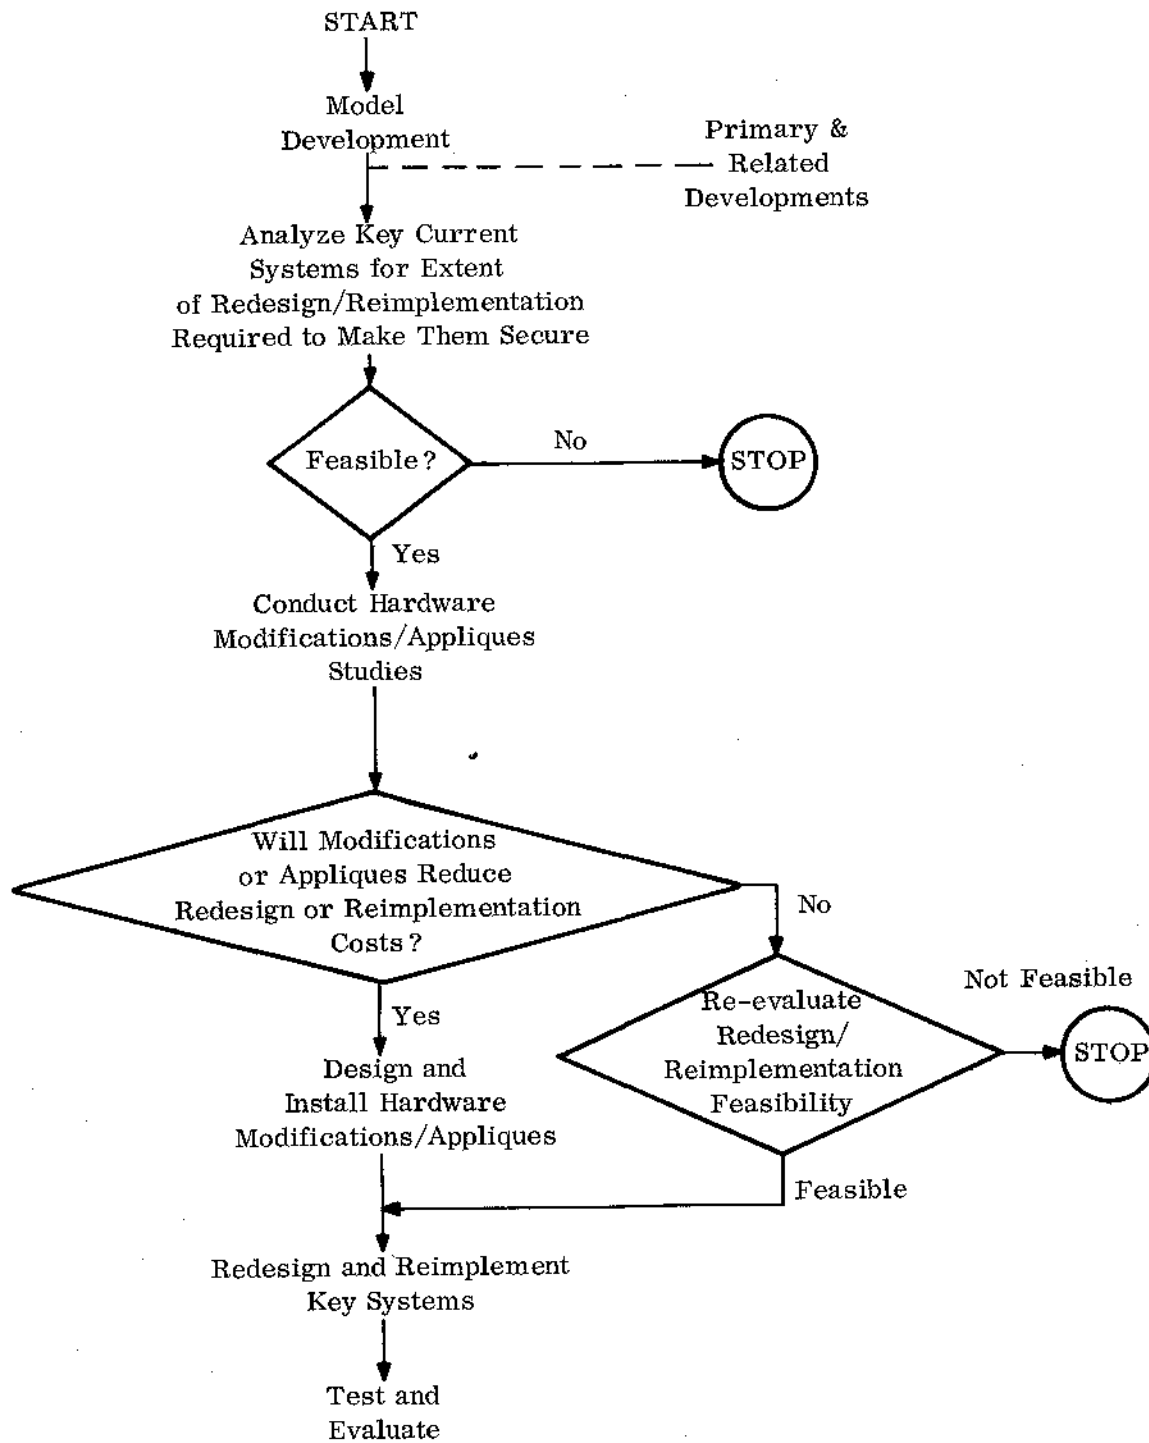 START
Model
Development
Primary &
Related
Developments
Analyze Key Current
Systems for Extent
of Redesign/Reimplementation
Required to Make Them Secure
Feasible?
No
STOP
Yes
Conduct Hardware
Modifications/Appliques
Studies
Will Modifications
or Appliques Reduce
Redesign or Reimplementation
Costs?
No
Yes
Re-evaluate
Redesign/
Reimplementation
Feasibility
Not Feasible
STOP
Design and
Install Hardware
Modifications/Appliques
Feasible
Redesign and Reimplement
Key Systems
Test and
Evaluate